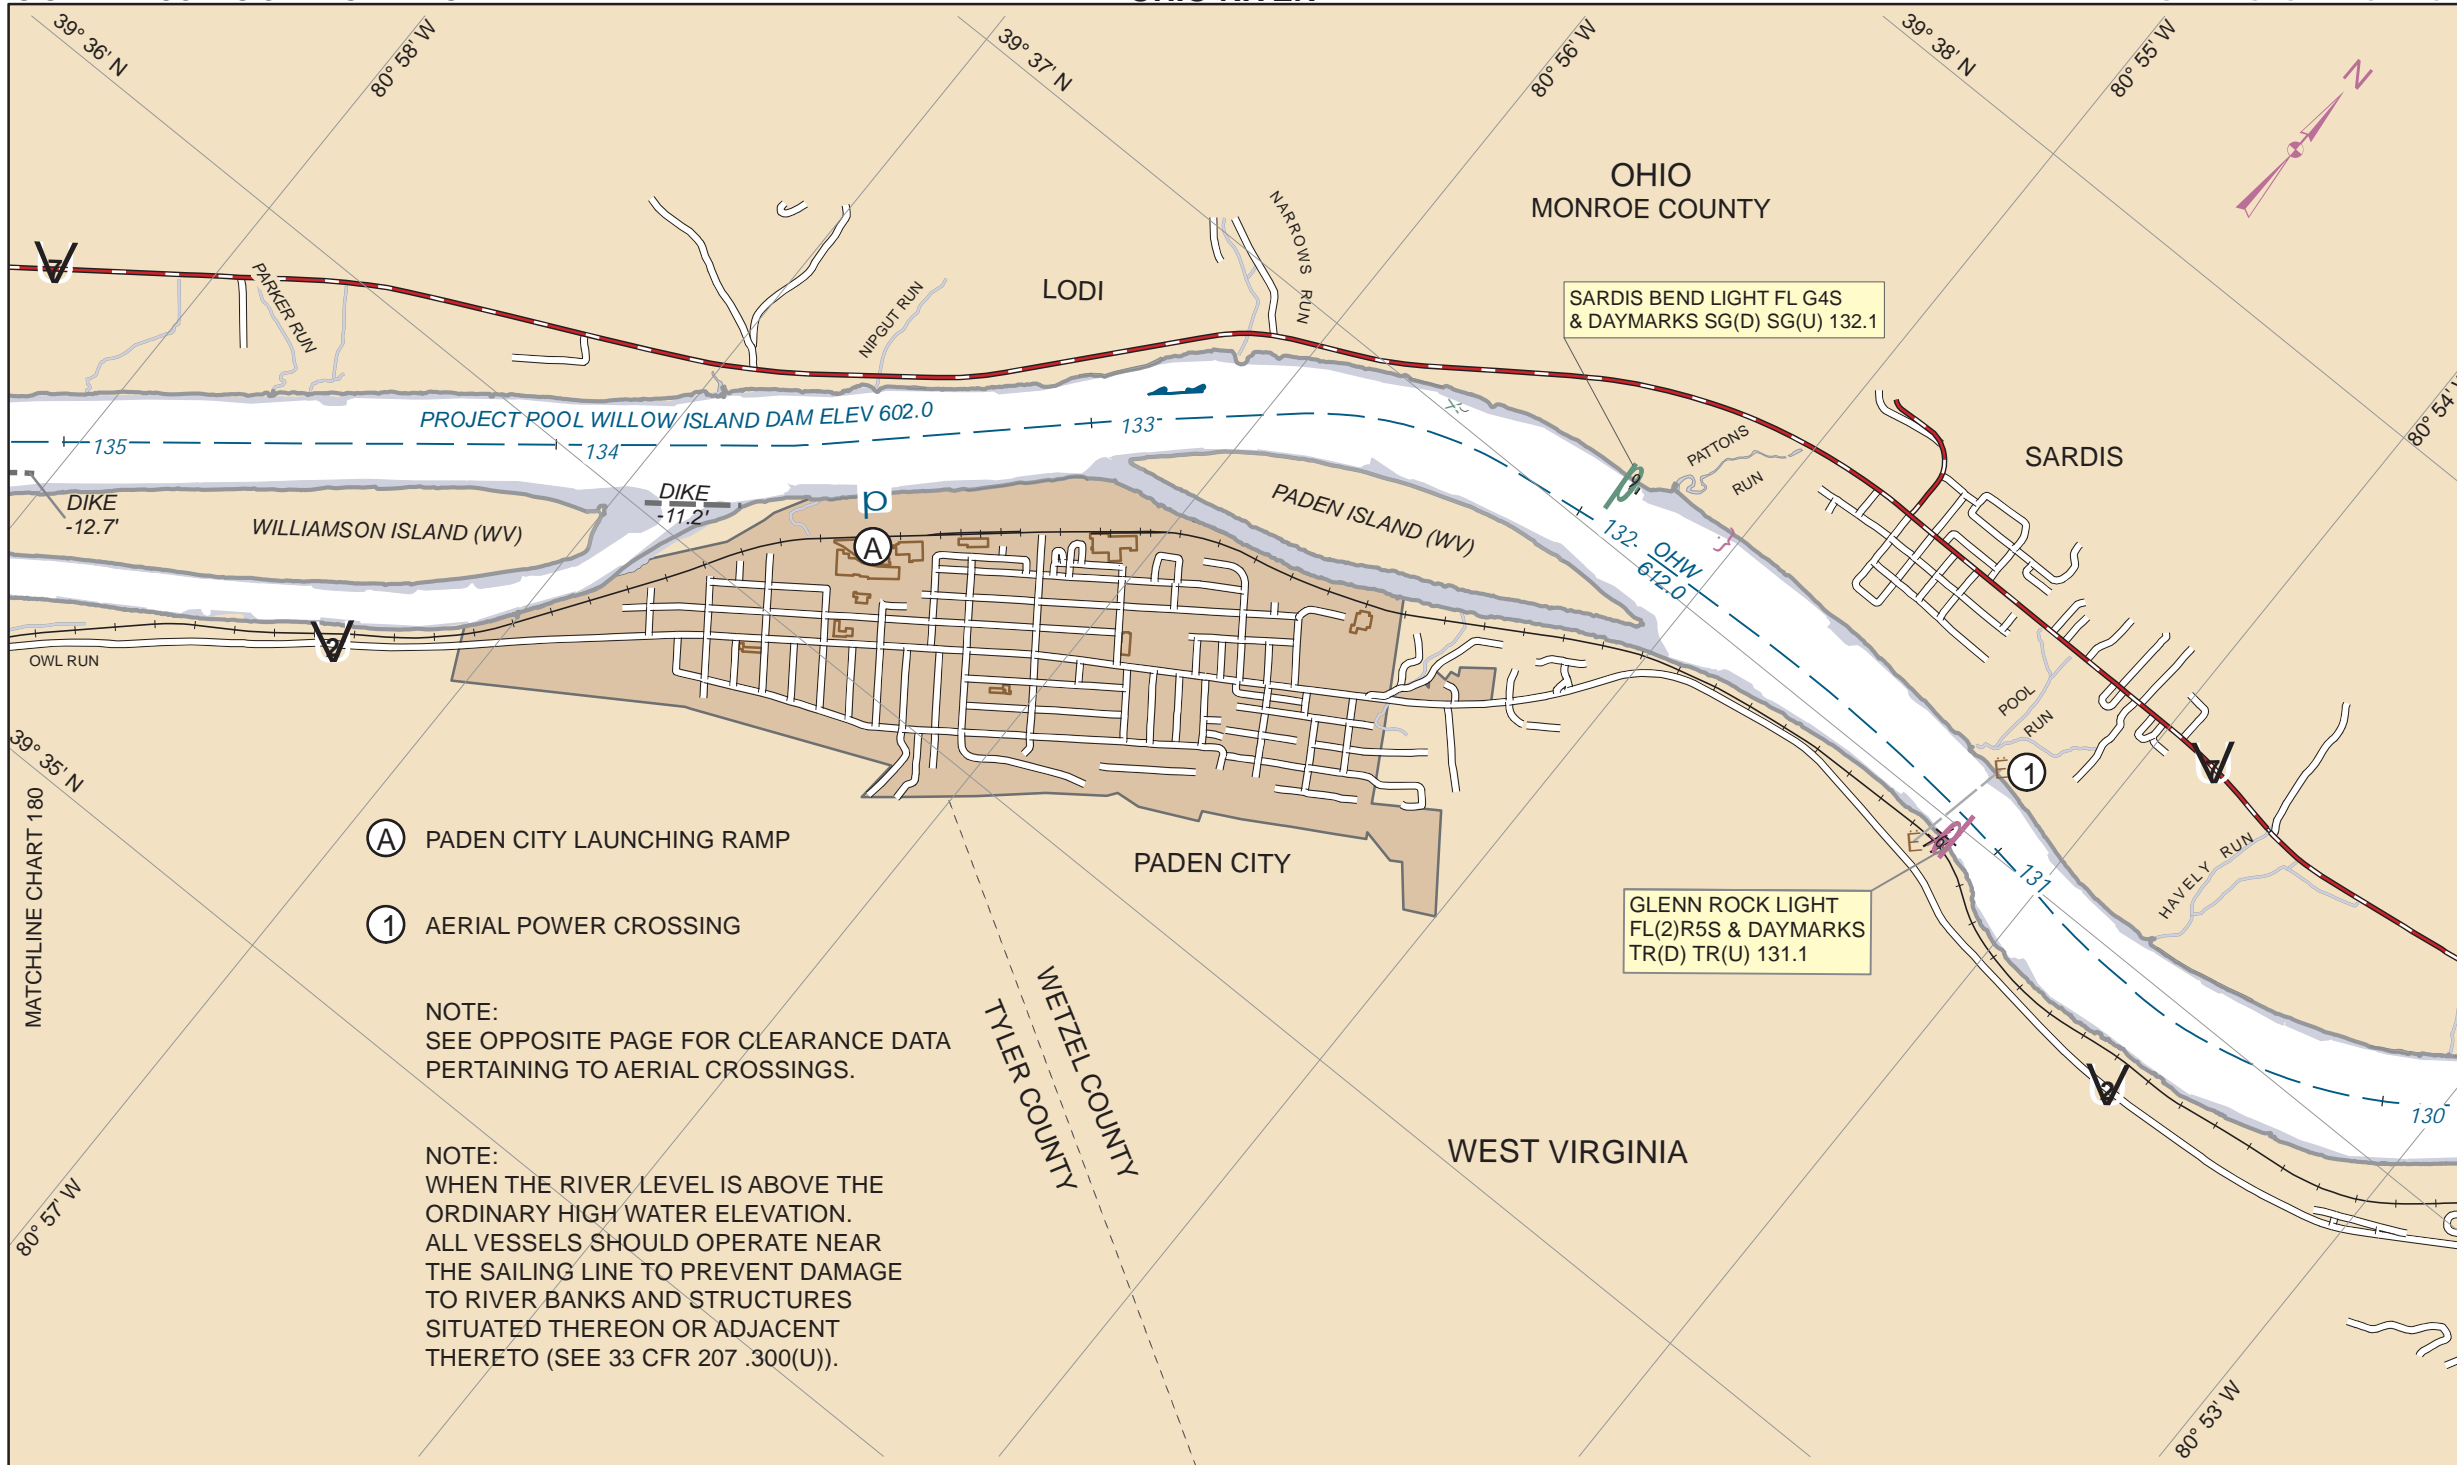 OHIO RIVER
39° 36' N
80° 58' W
39° 37' N
80° 56' W
39° 38' N
80° 55' W
N
OHIO
MONROE COUNTY
7
PARKER RUN
NIPGUT RUN
LODI
NARROWS RUN
SARDIS BEND LIGHT FL G4S
& DAYMARKS SG(D) SG(U) 132.1
80° 54' W
PROJECT POOL WILLOW ISLAND DAM ELEV 602.0
135
134
133
PATTONS
RUN
SARDIS
DIKE
-12.7'
DIKE
-11.2'
p
WILLIAMSON ISLAND (WV)
A
PADEN ISLAND (WV)
132
OHW
612.0
OWL RUN
2
POOL
RUN
1
7
39° 35' N
MATCHLINE CHART 180
A PADEN CITY LAUNCHING RAMP
1 AERIAL POWER CROSSING
PADEN CITY
131
HAVELY RUN
GLENN ROCK LIGHT
FL(2)R5S & DAYMARKS
TR(D) TR(U) 131.1
NOTE:
SEE OPPOSITE PAGE FOR CLEARANCE DATA
PERTAINING TO AERIAL CROSSINGS.
WETZEL COUNTY
TYLER COUNTY
2
130
WEST VIRGINIA
NOTE:
WHEN THE RIVER LEVEL IS ABOVE THE
ORDINARY HIGH WATER ELEVATION.
ALL VESSELS SHOULD OPERATE NEAR
THE SAILING LINE TO PREVENT DAMAGE
TO RIVER BANKS AND STRUCTURES
SITUATED THEREON OR ADJACENT
THERETO (SEE 33 CFR 207 .300(U)).
80° 57' W
80° 53' W